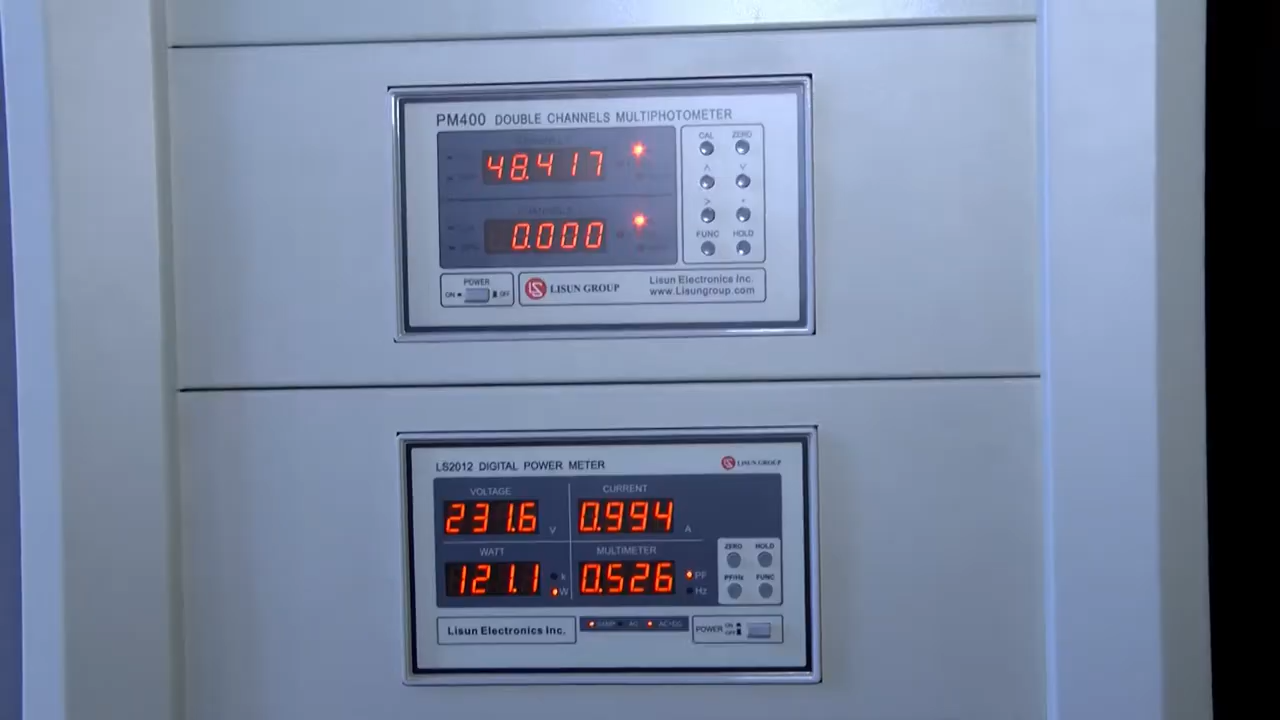 PM400 DOUBLE CHANNELS MULTIPHOTOMETER
48.417
0.000
CAL ZERO
FUNC HOLD
POWER
ON OFF
LS LISUN GROUP
Lisun Electronics Inc.
www.Lisungroup.com
LS2012 DIGITAL POWER METER
LISUN GROUP
VOLTAGE
231.6 V
CURRENT
0.994 A
WATT
121.1 k W
MULTIMETER
0.526 PF Hz
ZERO HOLD
PF/Hz FUNC
Lisun Electronics Inc.
AC AC+DC
POWER ON OFF